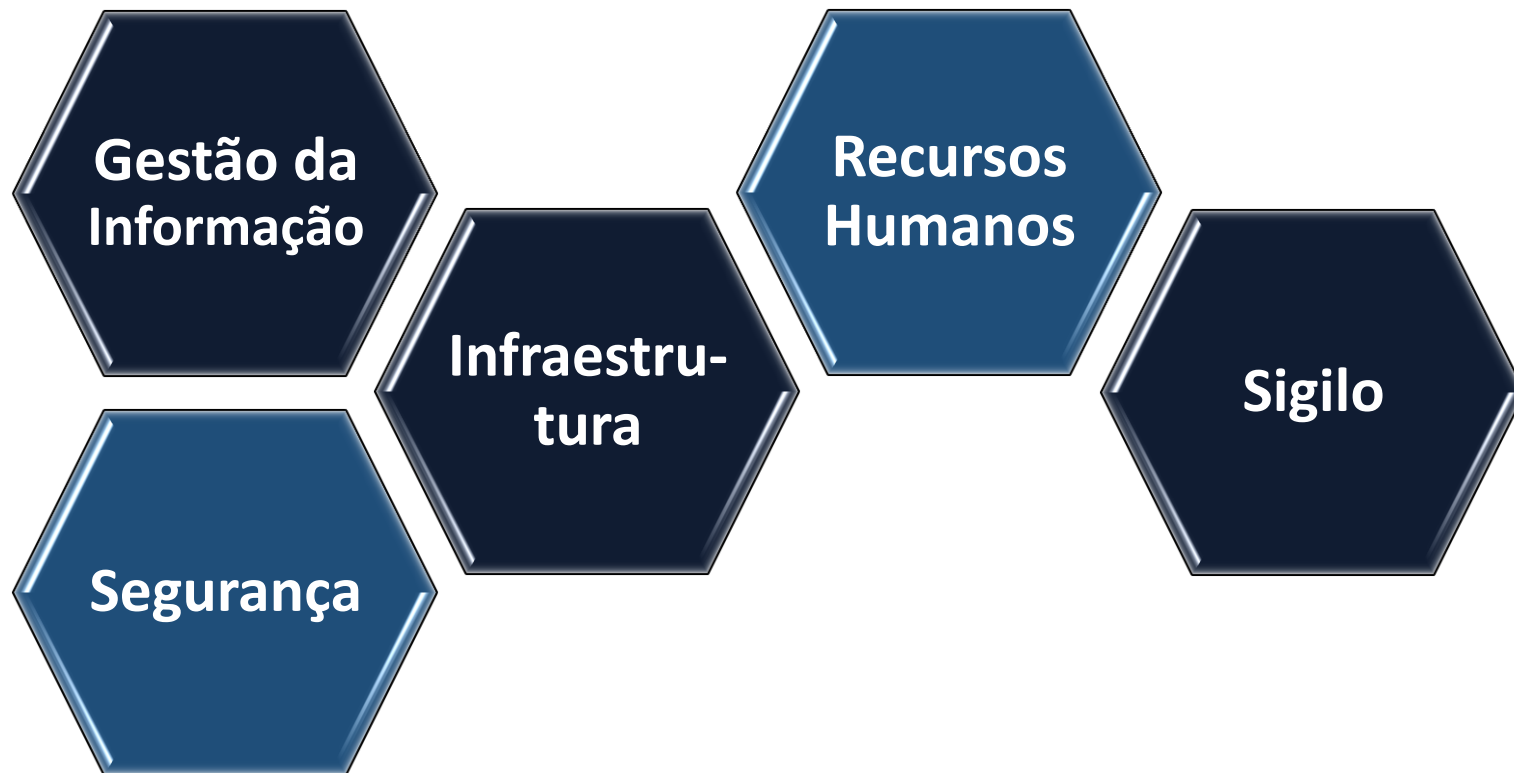 Gestão da
Informação
Recursos
Humanos
Infraestru-
tura
Sigilo
Segurança